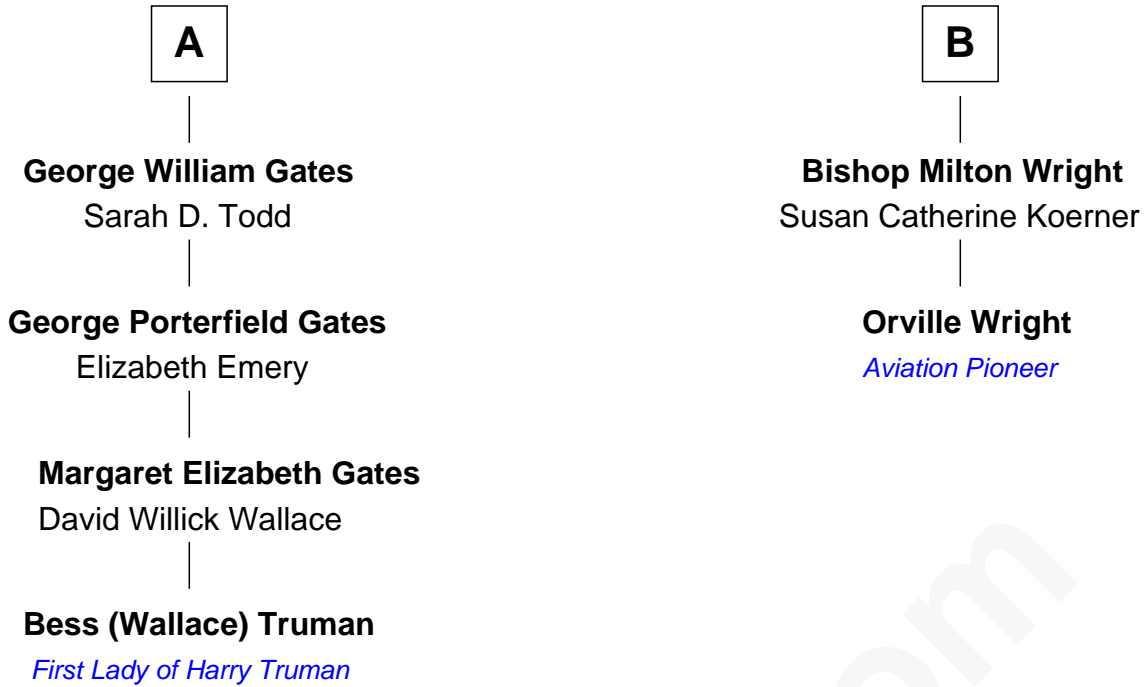 A
George William Gates
Sarah D. Todd
George Porterfield Gates
Elizabeth Emery
Margaret Elizabeth Gates
David Willick Wallace
Bess (Wallace) Truman
First Lady of Harry Truman
B
Bishop Milton Wright
Susan Catherine Koerner
Orville Wright
Aviation Pioneer
om